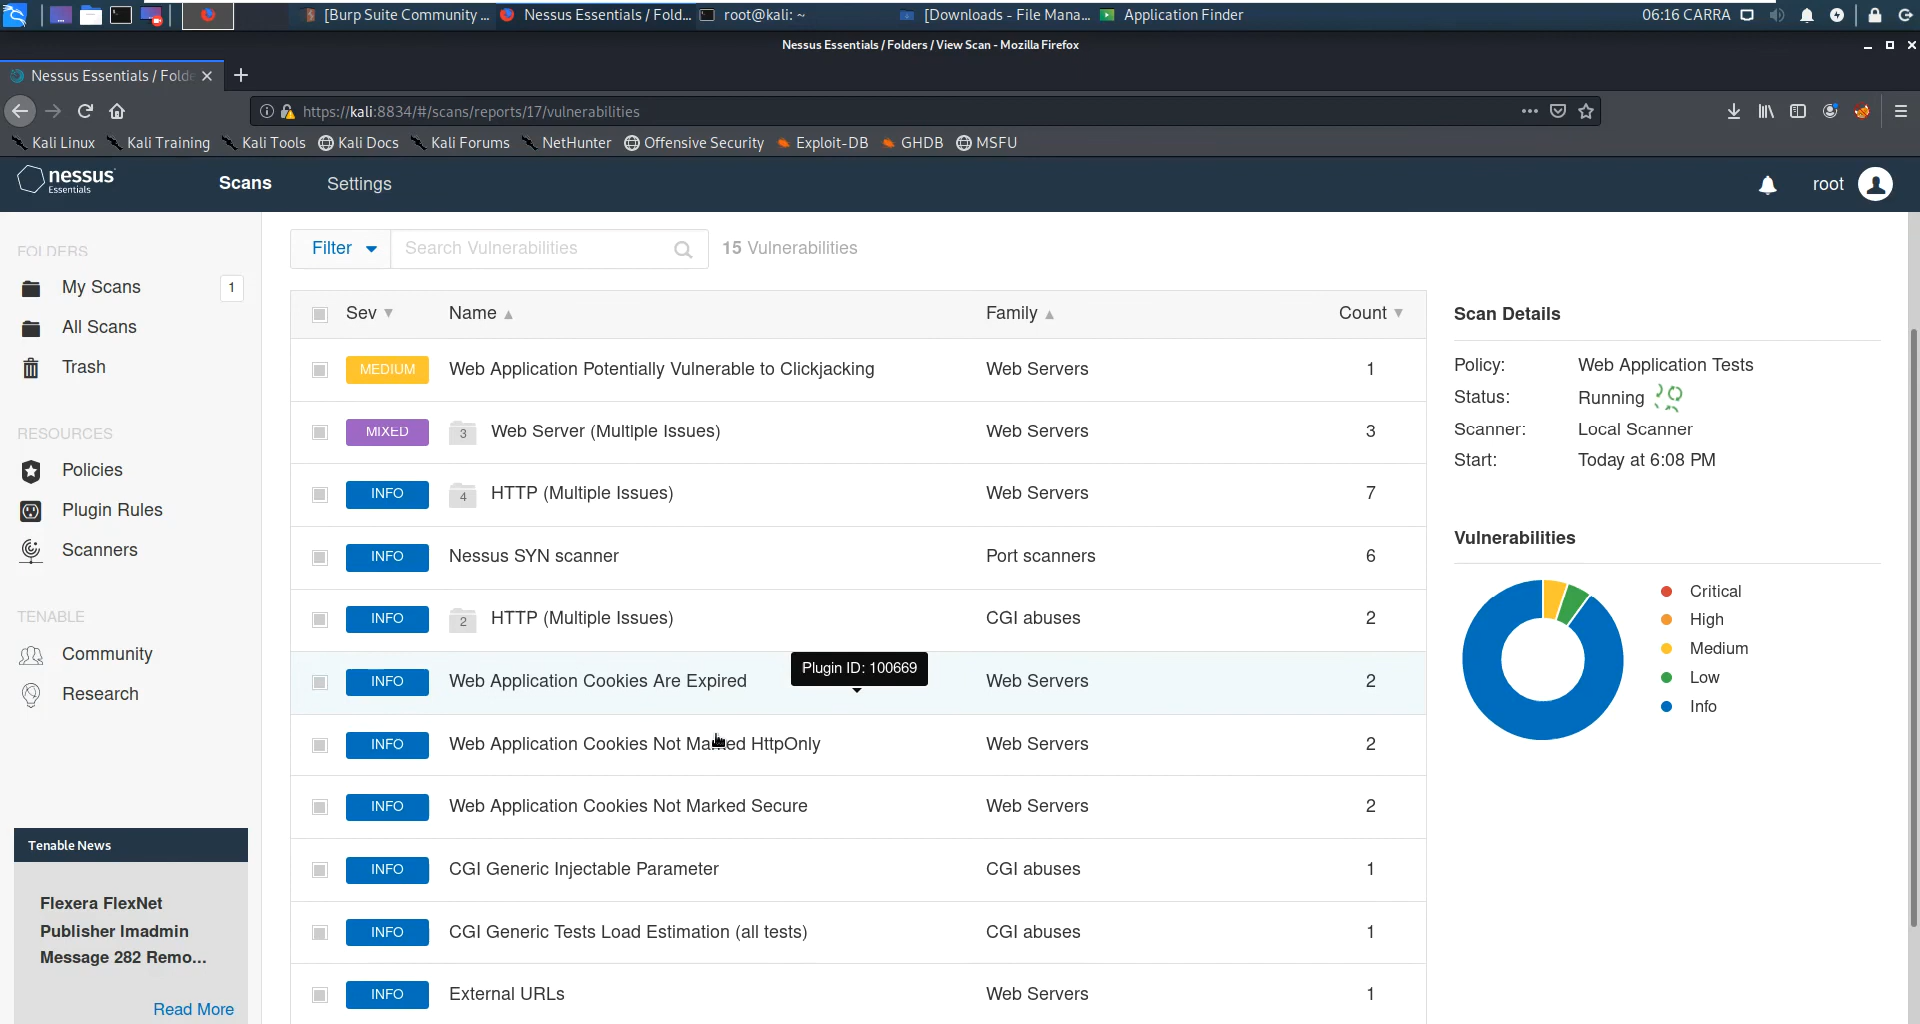 [Burp Suite Community ...
Nessus Essentials / Fold...
root@kali: ~
[Downloads - File Mana...
Application Finder
06:16 CARRA
Nessus Essentials / Folders / View Scan - Mozilla Firefox
Nessus Essentials / Folde
https://kali:8834/#/scans/reports/17/vulnerabilities
Kali Linux
Kali Training
Kali Tools
Kali Docs
Kali Forums
NetHunter
Offensive Security
Exploit-DB
GHDB
MSFU
nessus
Essentials
Scans
Settings
root
FOLDERS
My Scans
1
All Scans
Trash
RESOURCES
Policies
Plugin Rules
Scanners
TENABLE
Community
Research
Tenable News
Flexera FlexNet
Publisher lmadmin
Message 282 Remo...
Read More
Filter
Search Vulnerabilities
15 Vulnerabilities
Sev Name Family Count
MEDIUM Web Application Potentially Vulnerable to Clickjacking Web Servers 1
MIXED 3 Web Server (Multiple Issues) Web Servers 3
INFO 4 HTTP (Multiple Issues) Web Servers 7
INFO Nessus SYN scanner Port scanners 6
INFO 2 HTTP (Multiple Issues) CGI abuses 2
Plugin ID: 100669
INFO Web Application Cookies Are Expired Web Servers 2
INFO Web Application Cookies Not Marked HttpOnly Web Servers 2
INFO Web Application Cookies Not Marked Secure Web Servers 2
INFO CGI Generic Injectable Parameter CGI abuses 1
INFO CGI Generic Tests Load Estimation (all tests) CGI abuses 1
INFO External URLs Web Servers 1
Scan Details
Policy: Web Application Tests
Status: Running
Scanner: Local Scanner
Start: Today at 6:08 PM
Vulnerabilities
Critical
High
Medium
Low
Info